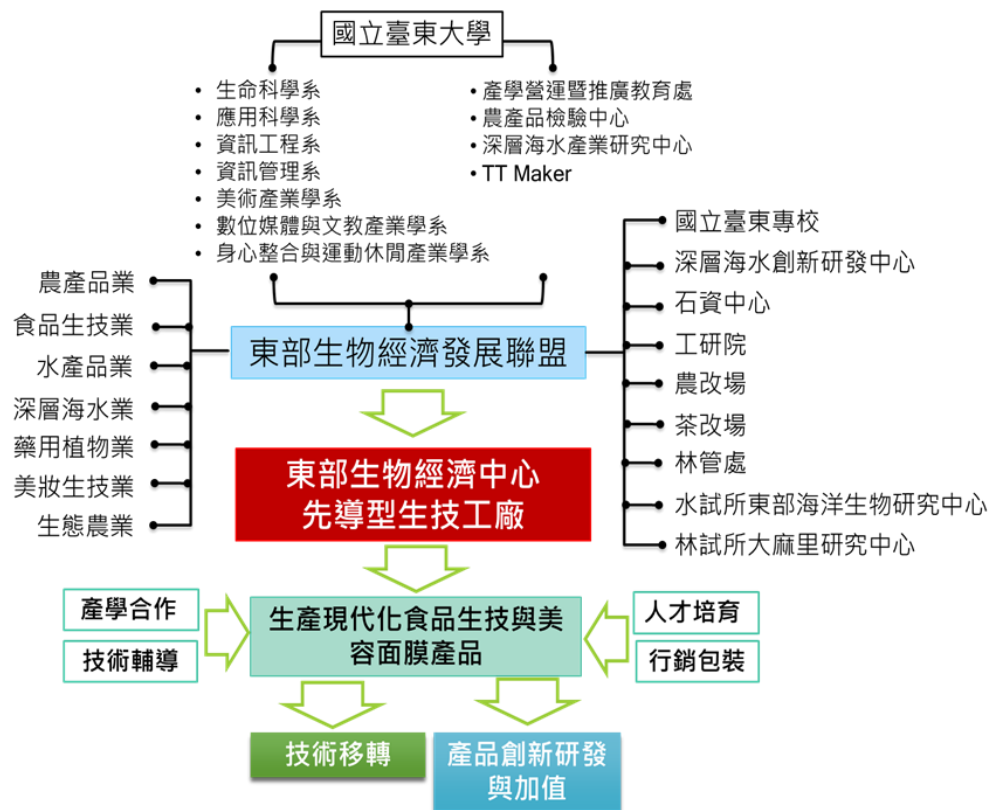 國立臺東大學
• 生命科學系
• 應用科學系
• 資訊工程系
• 資訊管理系
• 美術產業學系
• 數位媒體與文教產業學系
• 身心整合與運動休閒產業學系
• 產學營運暨推廣教育處
• 農產品檢驗中心
• 深層海水產業研究中心
• TT Maker
農產品業
食品生技業
水產品業
深層海水業
藥用植物業
美妝生技業
生態農業
東部生物經濟發展聯盟
國立臺東專校
深層海水創新研發中心
石資中心
工研院
農改場
茶改場
林管處
水試所東部海洋生物研究中心
林試所大麻里研究中心
東部生物經濟中心
先導型生技工廠
產學合作
技術輔導
生產現代化食品生技與美
容面膜產品
人才培育
行銷包裝
技術移轉
產品創新研發
與加值